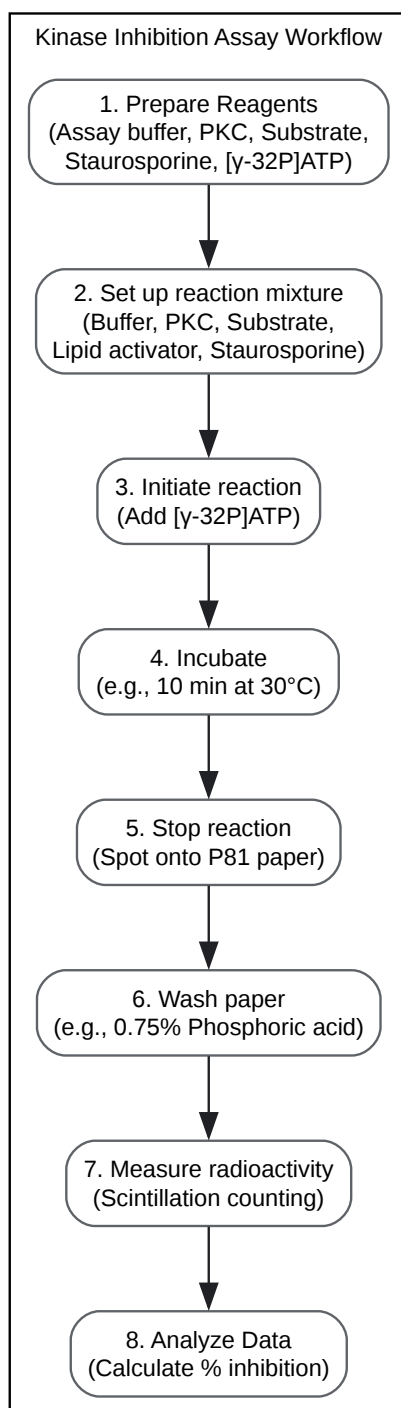 Kinase Inhibition Assay Workflow
1. Prepare Reagents
(Assay buffer, PKC, Substrate,
Staurosporine, [γ-32P]ATP)
2. Set up reaction mixture
(Buffer, PKC, Substrate,
Lipid activator, Staurosporine)
3. Initiate reaction
(Add [γ-32P]ATP)
4. Incubate
(e.g., 10 min at 30°C)
5. Stop reaction
(Spot onto P81 paper)
6. Wash paper
(e.g., 0.75% Phosphoric acid)
7. Measure radioactivity
(Scintillation counting)
8. Analyze Data
(Calculate % inhibition)